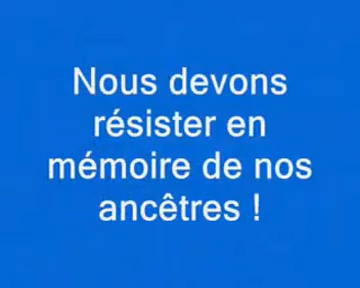 Nous devons
résister en
mémoire de nos
ancêtres !